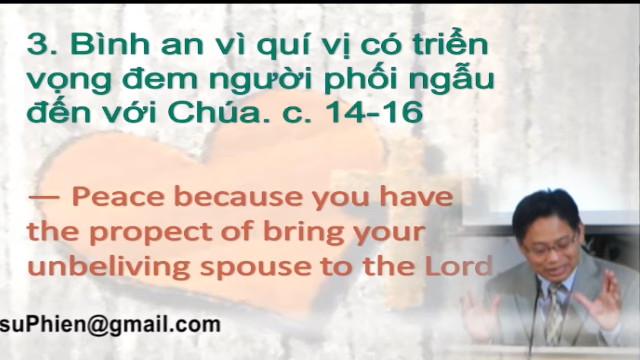 3. Bình an vì quí vị có triển
vọng đem người phối ngẫu
đến với Chúa. c. 14-16
— Peace because you have
the propect of bring your
unbeliving spouse to the Lord
suPhien@gmail.com